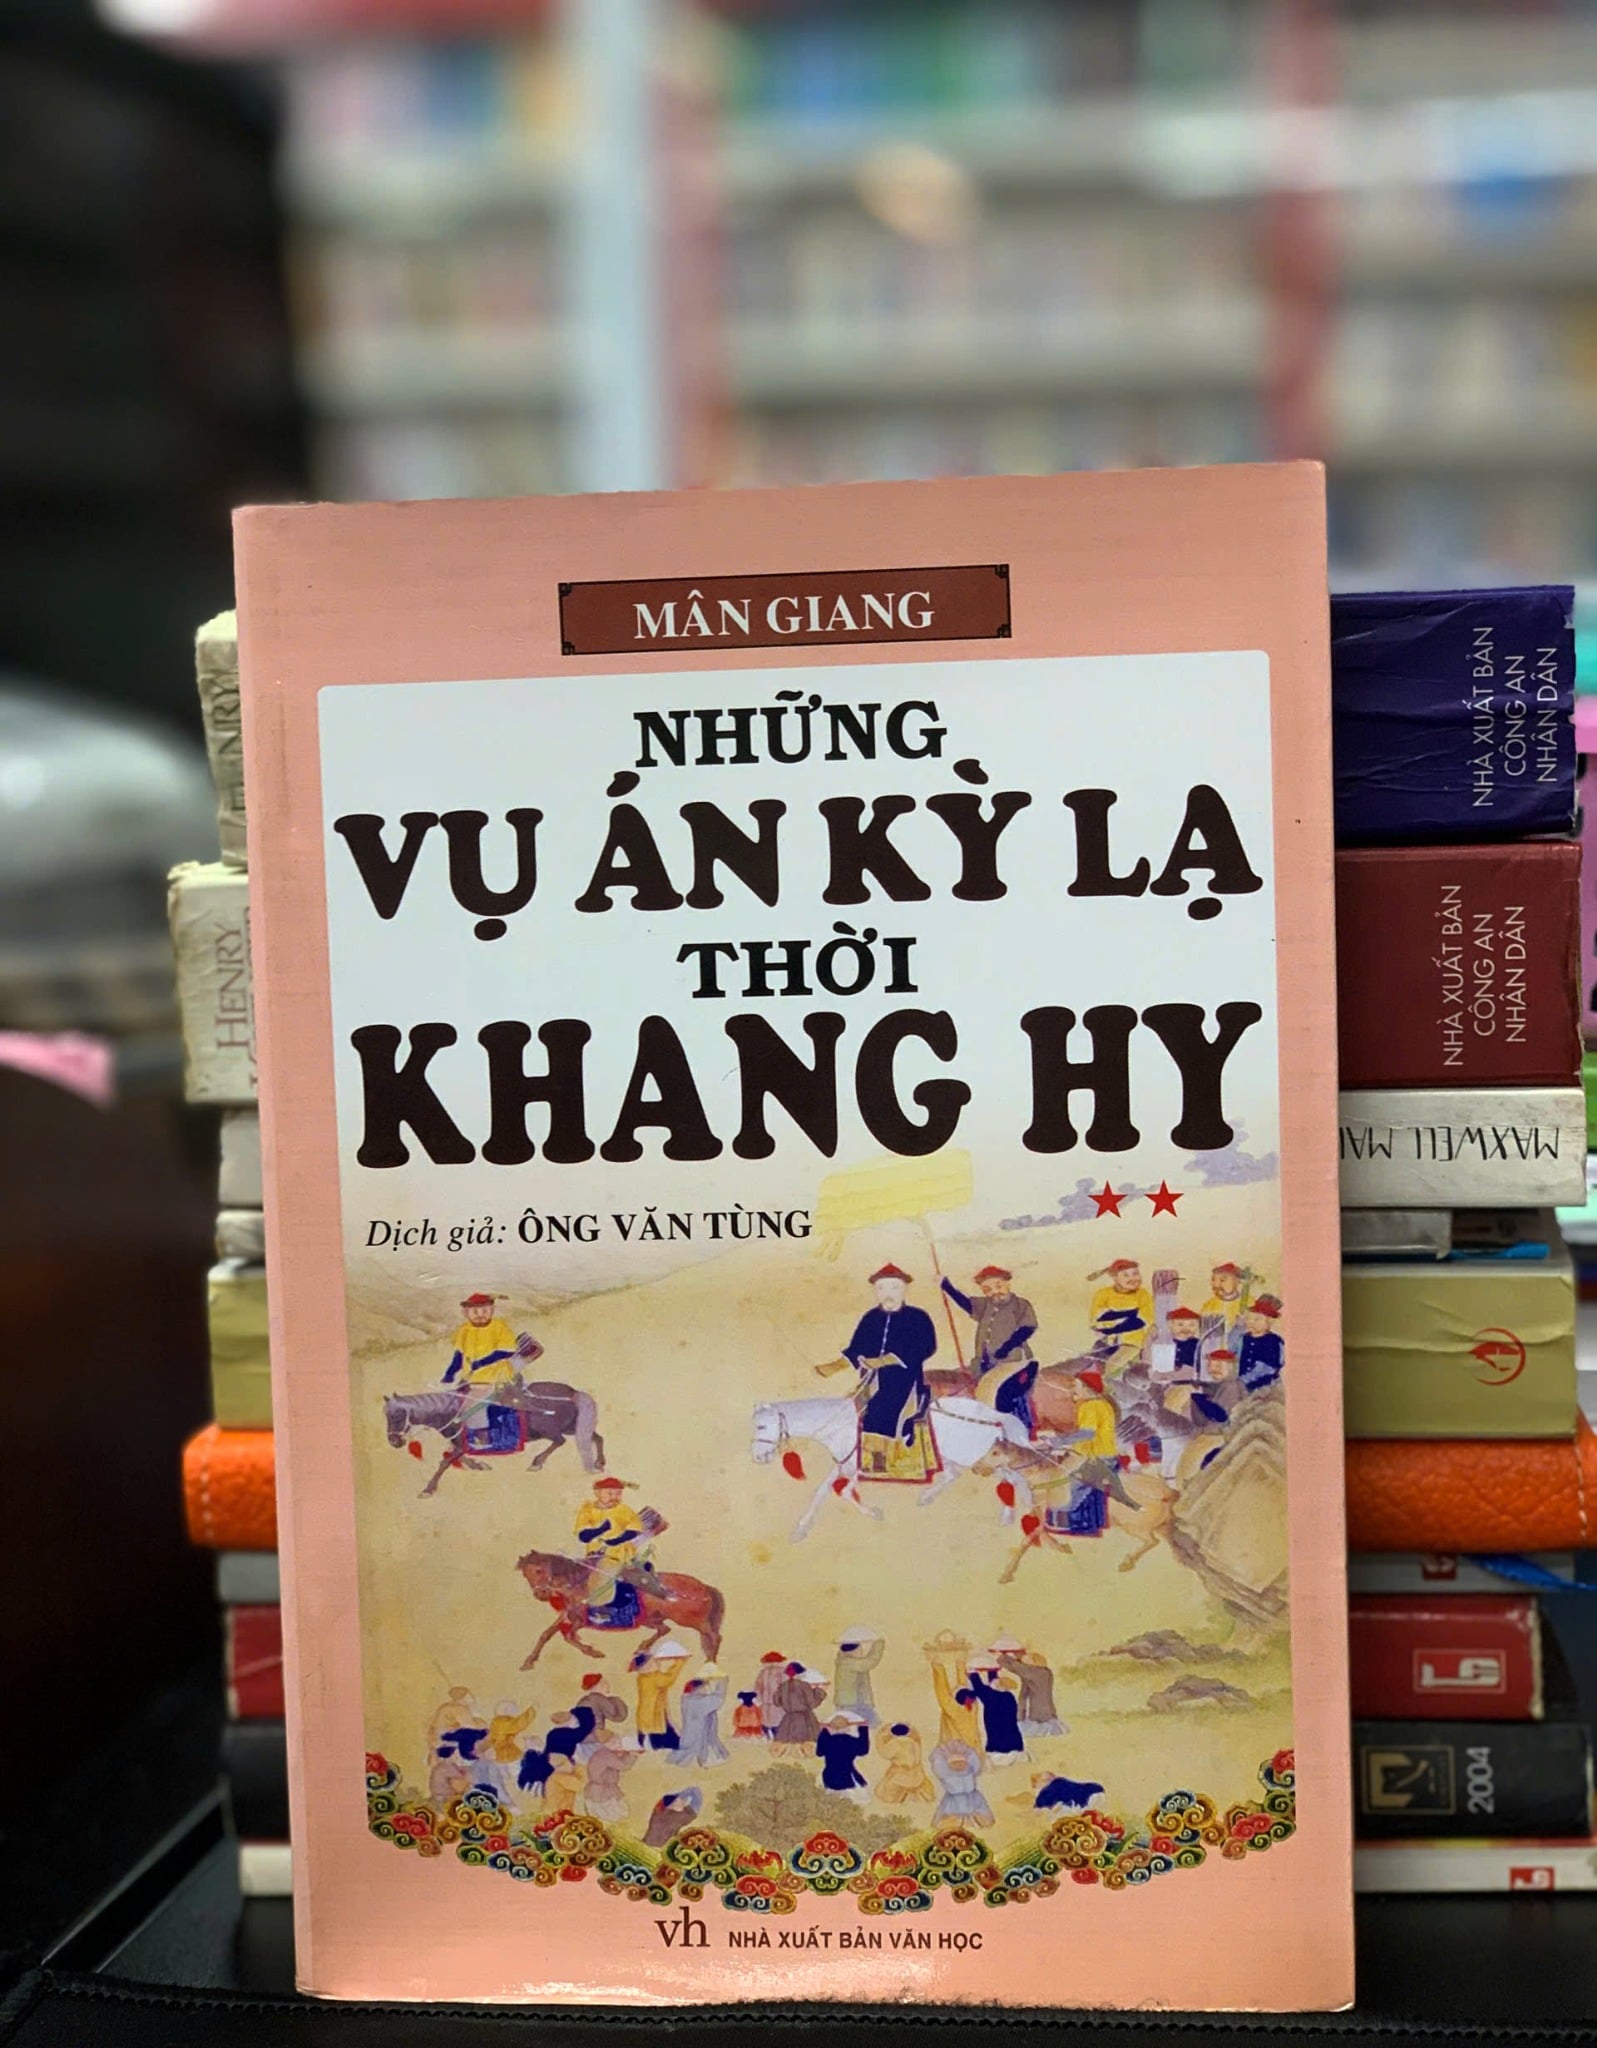 MÂN GIANG
NHỮNG
VỤ ÁN KỲ LẠ
THỜI
KHANG HY
Dịch giả: ÔNG VĂN TÙNG
vh NHÀ XUẤT BẢN VĂN HỌC
HENRY
NHÀ XUẤT BẢN
CÔNG AN
NHÂN DÂN
NHÀ XUẤT BẢN
CÔNG AN
NHÂN DÂN
MAXWELL
2004